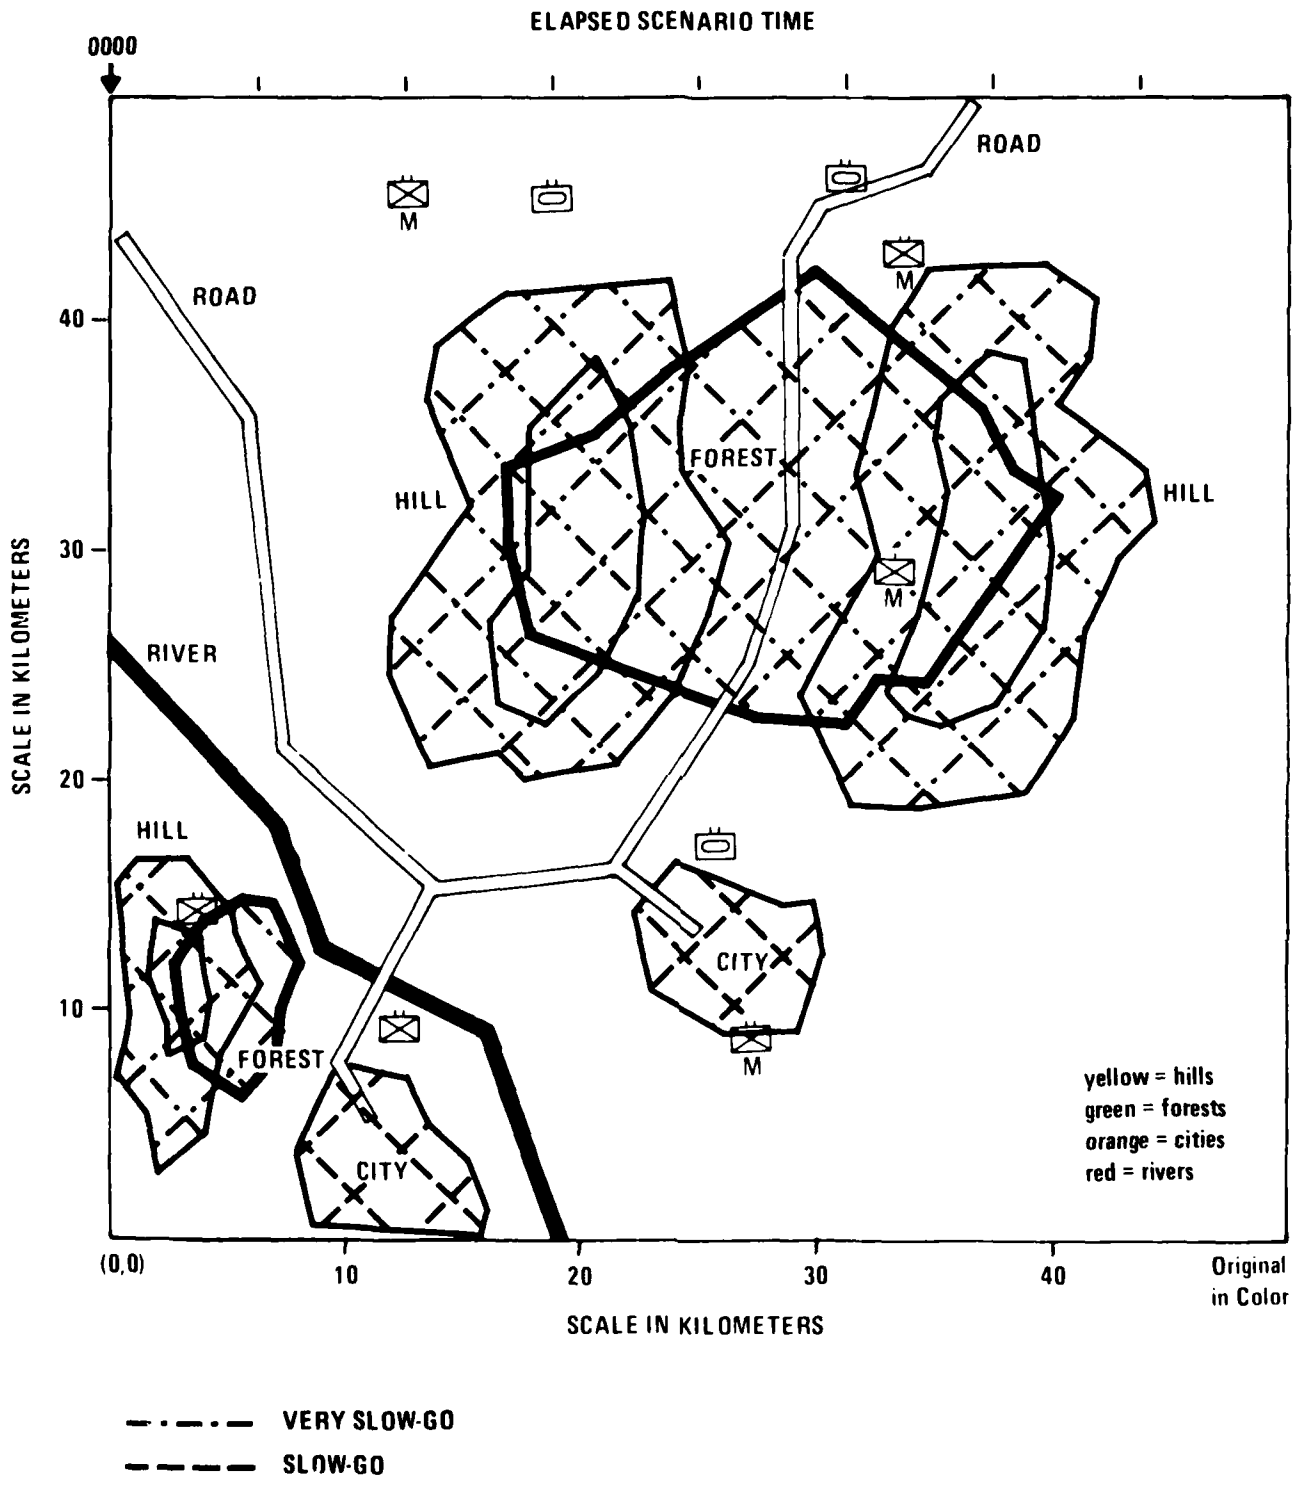 ELAPSED SCENARIO TIME
0000
ROAD
M
M
ROAD
40
FOREST
HILL
HILL
30
M
SCALE IN KILOMETERS
RIVER
20
HILL
CITY
10
M
FOREST
yellow = hills
green = forests
orange = cities
red = rivers
CITY
(0,0)
10
20
30
40
Original
in Color
SCALE IN KILOMETERS
VERY SLOW-GO
SLOW-GO